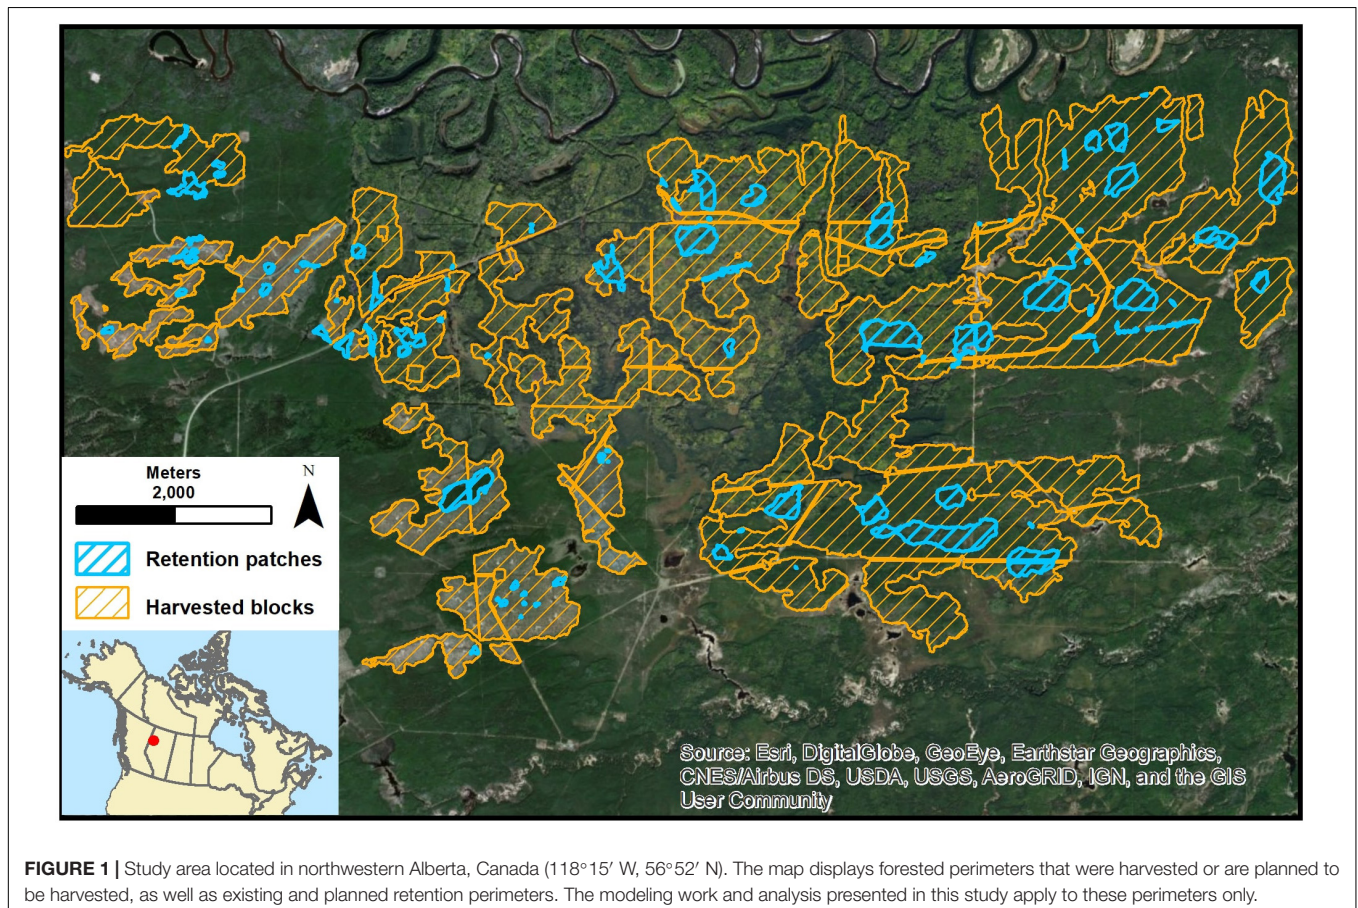 Meters
2,000
N
Retention patches
Harvested blocks
Source: Esri, DigitalGlobe, GeoEye, Earthstar Geographics,
CNES/Airbus DS, USDA, USGS, AeroGRID, IGN, and the GIS
User Community
FIGURE 1 | Study area located in northwestern Alberta, Canada (118°15′ W, 56°52′ N). The map displays forested perimeters that were harvested or are planned to
be harvested, as well as existing and planned retention perimeters. The modeling work and analysis presented in this study apply to these perimeters only.